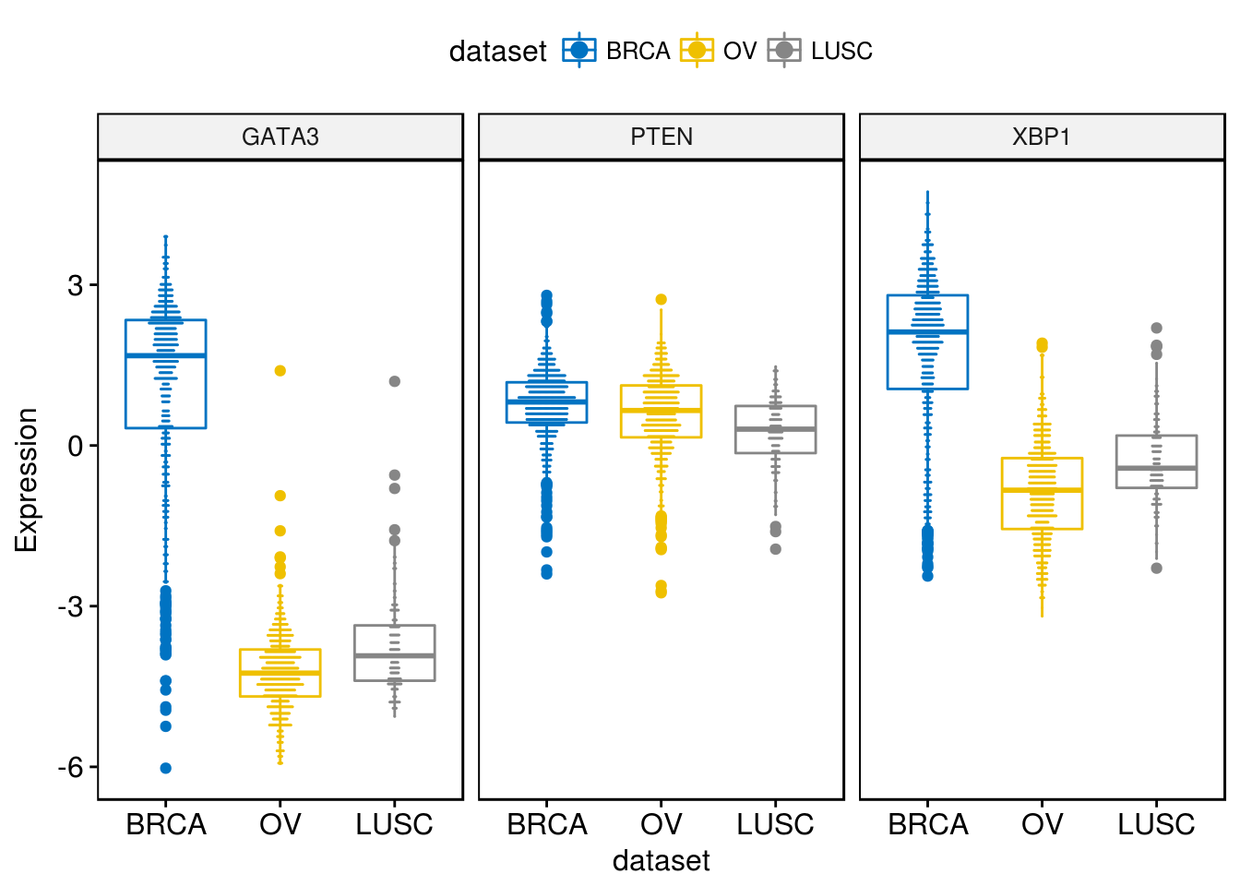 dataset BRCA OV LUSC
GATA3 PTEN XBP1
3
0
-3
-6
Expression
BRCA OV LUSC BRCA OV LUSC BRCA OV LUSC
dataset